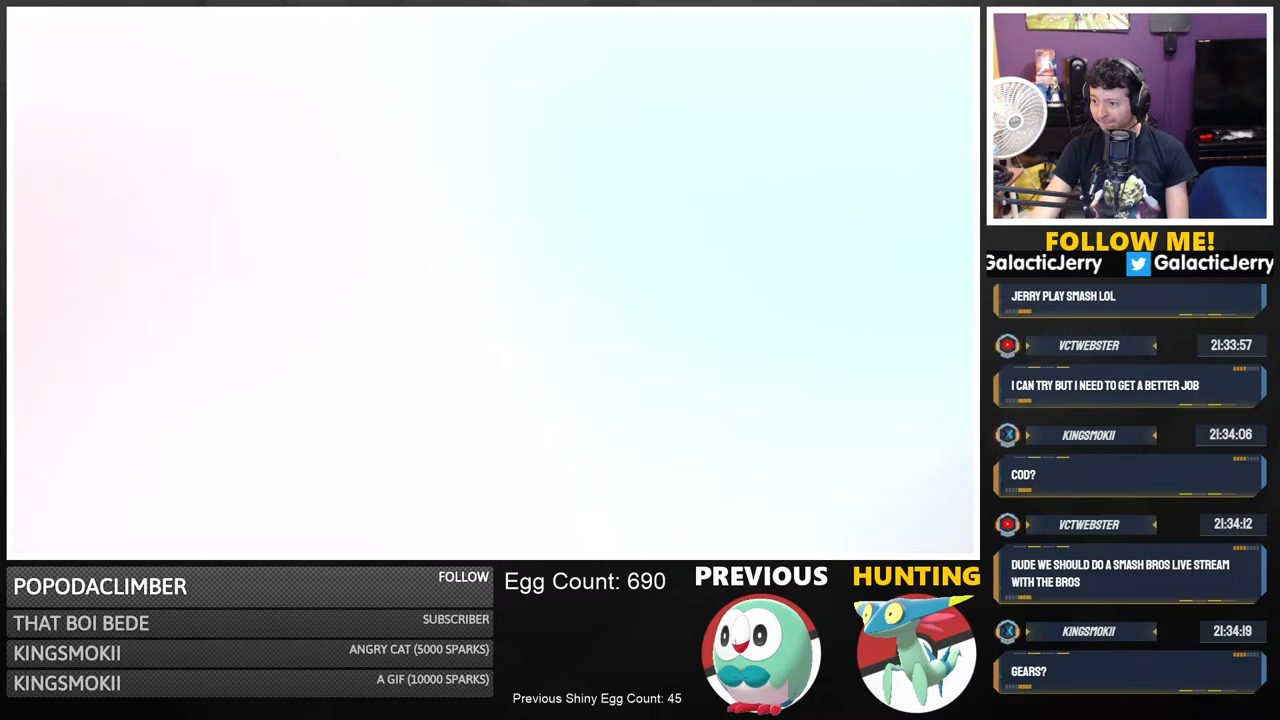 FOLLOW ME!
GalacticJerry GalacticJerry
JERRY PLAY SMASH LOL
VCTWEBSTER 21:33:57
I CAN TRY BUT I NEED TO GET A BETTER JOB
KINGSMOKII 21:34:06
COD?
VCTWEBSTER 21:34:12
DUDE WE SHOULD DO A SMASH BROS LIVE STREAM
WITH THE BROS
KINGSMOKII 21:34:19
GEARS?
POPODACLIMBER FOLLOW
THAT BOI BEDE SUBSCRIBER
KINGSMOKII ANGRY CAT (5000 SPARKS)
KINGSMOKII A GIF (10000 SPARKS)
Egg Count: 690
Previous Shiny Egg Count: 45
PREVIOUS
HUNTING